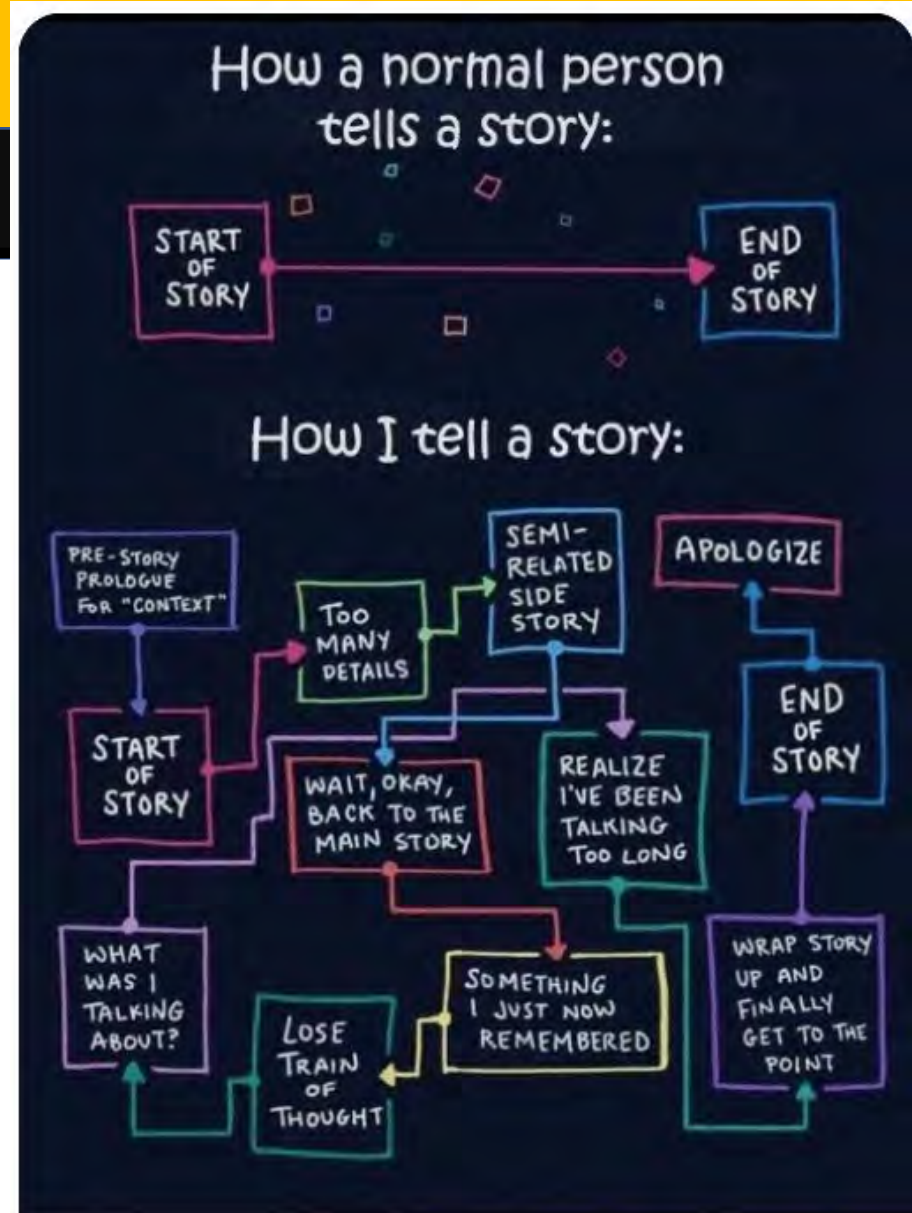 How a normal person
tells a story:
START
OF
STORY
END
OF
STORY
How I tell a story:
PRE-STORY
PROLOGUE
FOR "CONTEXT"
START
OF
STORY
TOO
MANY
DETAILS
SEMI-
RELATED
SIDE
STORY
WAIT, OKAY,
BACK TO THE
MAIN STORY
SOMETHING
I JUST NOW
REMEMBERED
LOSE
TRAIN
OF
THOUGHT
WHAT
WAS I
TALKING
ABOUT?
REALIZE
I'VE BEEN
TALKING
TOO LONG
WRAP STORY
UP AND
FINALLY
GET TO THE
POINT
END
OF
STORY
APOLOGIZE